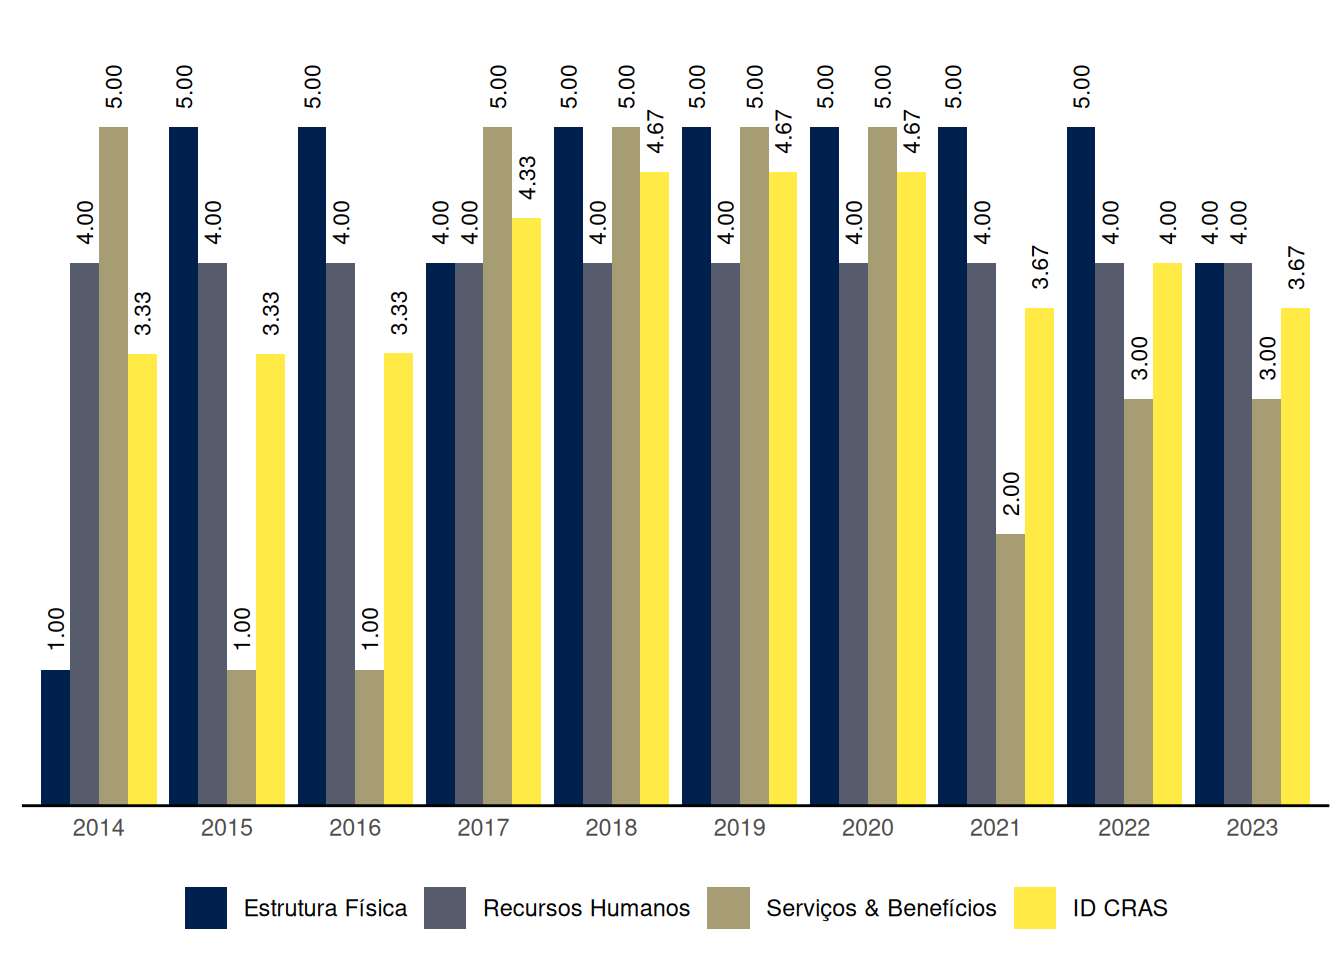 1.00 4.00 5.00 3.33 5.00 4.00 1.00 3.33 5.00 4.00 1.00 3.33 4.00 4.00 5.00 4.33 5.00 4.00 5.00 4.67 5.00 4.00 5.00 4.67 5.00 4.00 5.00 4.67 5.00 4.00 2.00 3.67 5.00 4.00 3.00 4.00 4.00 4.00 3.00 3.67
2014 2015 2016 2017 2018 2019 2020 2021 2022 2023
Estrutura Física Recursos Humanos Serviços & Benefícios ID CRAS